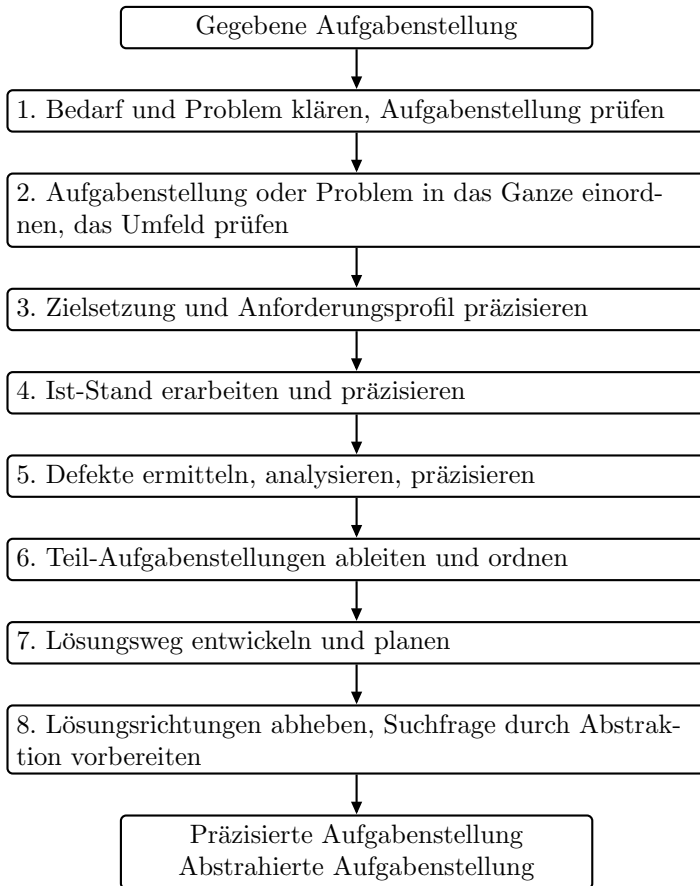 Gegebene Aufgabenstellung
1. Bedarf und Problem klären, Aufgabenstellung prüfen
2. Aufgabenstellung oder Problem in das Ganze einord-
nen, das Umfeld prüfen
3. Zielsetzung und Anforderungsprofil präzisieren
4. Ist-Stand erarbeiten und präzisieren
5. Defekte ermitteln, analysieren, präzisieren
6. Teil-Aufgabenstellungen ableiten und ordnen
7. Lösungsweg entwickeln und planen
8. Lösungsrichtungen abheben, Suchfrage durch Abstrak-
tion vorbereiten
Präzisierte Aufgabenstellung
Abstrahierte Aufgabenstellung